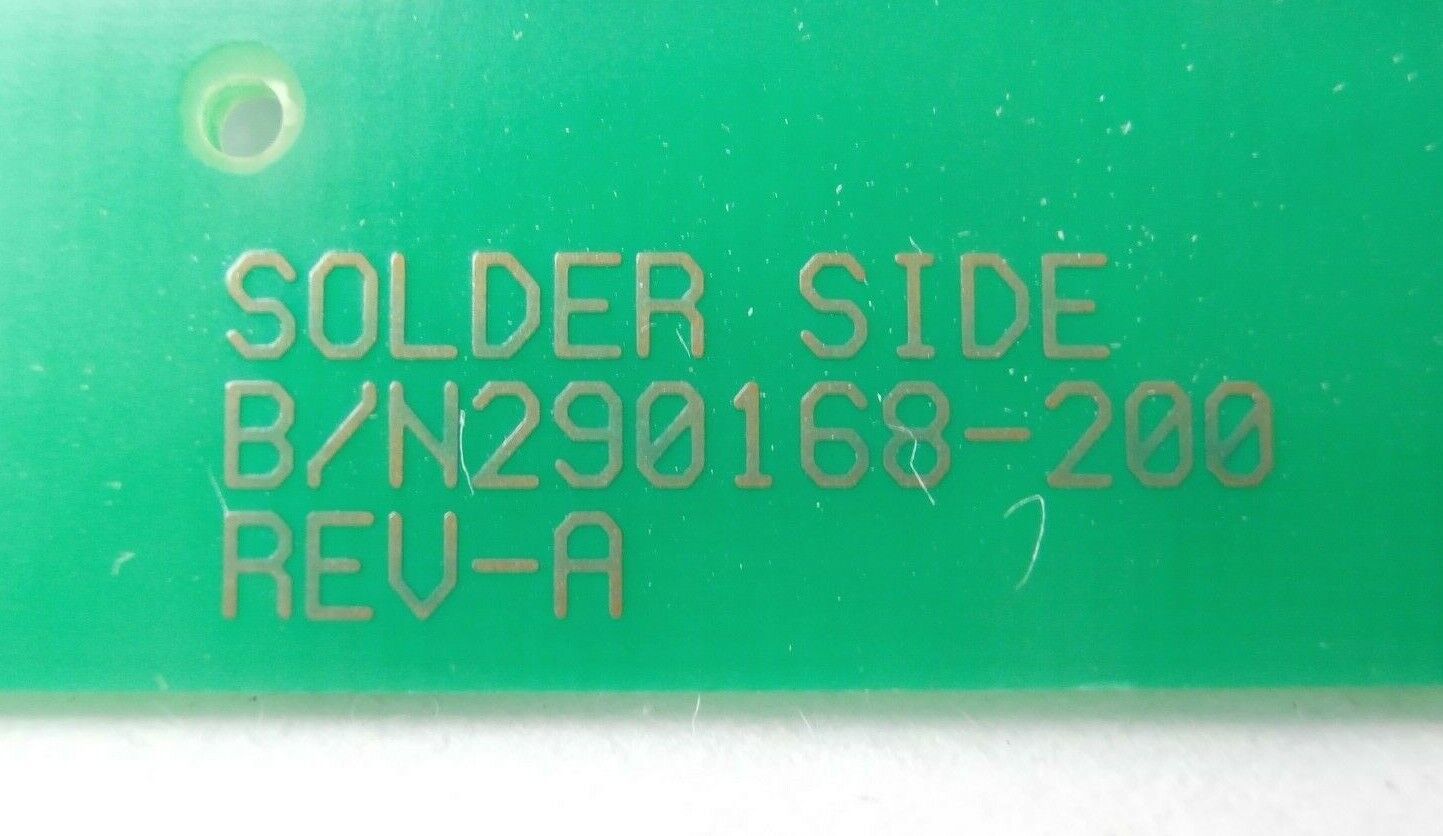 SOLDER SIDE
B/N290168-200
REV-A